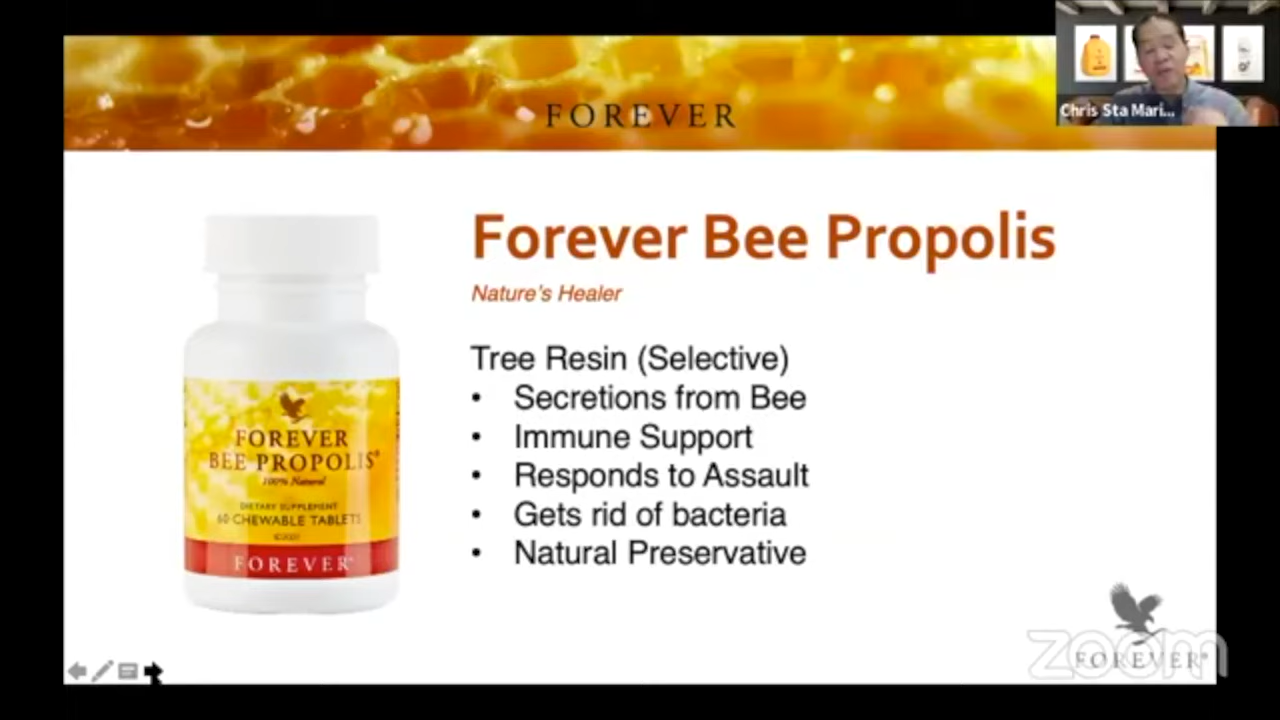 FOREVER
Chris Sta Mari...
Forever Bee Propolis
Nature's Healer
Tree Resin (Selective)
• Secretions from Bee
• Immune Support
• Responds to Assault
• Gets rid of bacteria
• Natural Preservative
FOREVER
BEE PROPOLIS®
100% Natural
DIETARY SUPPLEMENT
60 CHEWABLE TABLETS
FOREVER®
zoom
FOREVER®